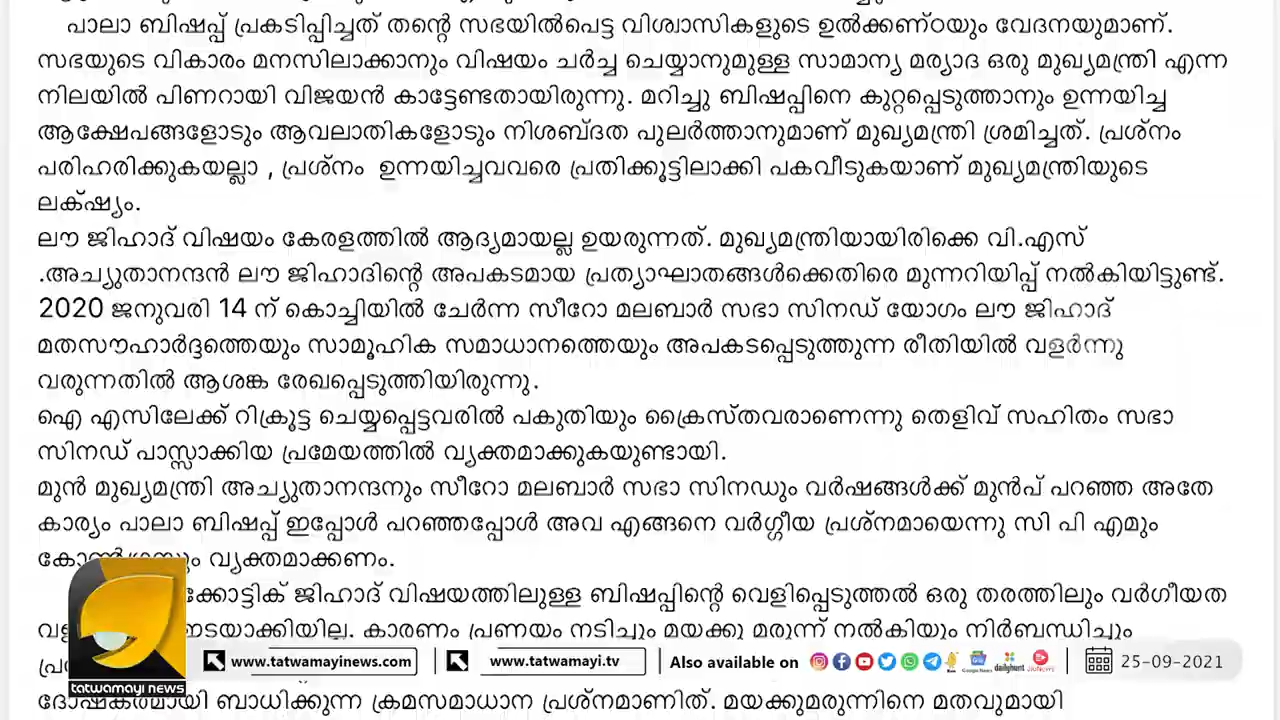 പാലാ ബിഷപ്പ് പ്രകടിപ്പിച്ചത് തന്റെ സഭയിൽപെട്ട വിശ്വാസികളുടെ ഉൽക്കണ്ഠയും വേദനയുമാണ്.
സഭയുടെ വികാരം മനസിലാക്കാനും വിഷയം ചർച്ച ചെയ്യാനുമുള്ള സാമാന്യ മര്യാദ ഒരു മുഖ്യമന്ത്രി എന്ന
നിലയിൽ പിണറായി വിജയൻ കാട്ടേണ്ടതായിരുന്നു. മറിച്ചു ബിഷപ്പിനെ കുറ്റപ്പെടുത്താനും ഉന്നയിച്ച
ആക്ഷേപങ്ങളോടും ആവലാതികളോടും നിശബ്ദത പുലർത്താനുമാണ് മുഖ്യമന്ത്രി ശ്രമിച്ചത്. പ്രശ്നം
പരിഹരിക്കുകയല്ലാ , പ്രശ്നം ഉന്നയിച്ചവവരെ പ്രതിക്കൂട്ടിലാക്കി പകവീടുകയാണ് മുഖ്യമന്ത്രിയുടെ
ലക്ഷ്യം.
ലൗ ജിഹാദ് വിഷയം കേരളത്തിൽ ആദ്യമായല്ല ഉയരുന്നത്. മുഖ്യമന്ത്രിയായിരിക്കെ വി.എസ്
.അച്യുതാനന്ദൻ ലൗ ജിഹാദിന്റെ അപകടമായ പ്രത്യാഘാതങ്ങൾക്കെതിരെ മുന്നറിയിപ്പ് നൽകിയിട്ടുണ്ട്.
2020 ജനുവരി 14 ന് കൊച്ചിയിൽ ചേർന്ന സീറോ മലബാർ സഭാ സിനഡ് യോഗം ലൗ ജിഹാദ്
മതസൗഹാർദ്ദത്തെയും സാമൂഹിക സമാധാനത്തെയും അപകടപ്പെടുത്തുന്ന രീതിയിൽ വളർന്നു
വരുന്നതിൽ ആശങ്ക രേഖപ്പെടുത്തിയിരുന്നു.
ഐ എസിലേക്ക് റിക്രൂട്ട ചെയ്യപ്പെട്ടവരിൽ പകുതിയും ക്രൈസ്തവരാണെന്നു തെളിവ് സഹിതം സഭാ
സിനഡ് പാസ്സാക്കിയ പ്രമേയത്തിൽ വ്യക്തമാക്കുകയുണ്ടായി.
മുൻ മുഖ്യമന്ത്രി അച്യുതാനന്ദനും സീറോ മലബാർ സഭാ സിനഡും വർഷങ്ങൾക്ക് മുൻപ് പറഞ്ഞ അതേ
കാര്യം പാലാ ബിഷപ്പ് ഇപ്പോൾ പറഞ്ഞപ്പോൾ അവ എങ്ങനെ വർഗ്ഗീയ പ്രശ്നമായെന്നു സി പി എമും
വ്യക്തമാക്കണം.
ജിഹാദ് വിഷയത്തിലുള്ള ബിഷപ്പിന്റെ വെളിപ്പെടുത്തൽ ഒരു തരത്തിലും വർഗീയത
ഇടയാക്കിയില്ല. കാരണം പ്രണയം നടിച്ചും മയക്കു മരുന്ന് നൽകിയും നിർബന്ധിച്ചും
tatwamayi news
www.tatwamayinews.com
www.tatwamayi.tv
Also available on
25-09-2021
ബാധിക്കുന്ന ക്രമസമാധാന പ്രശ്നമാണിത്. മയക്കുമരുന്നിനെ മതവുമായി